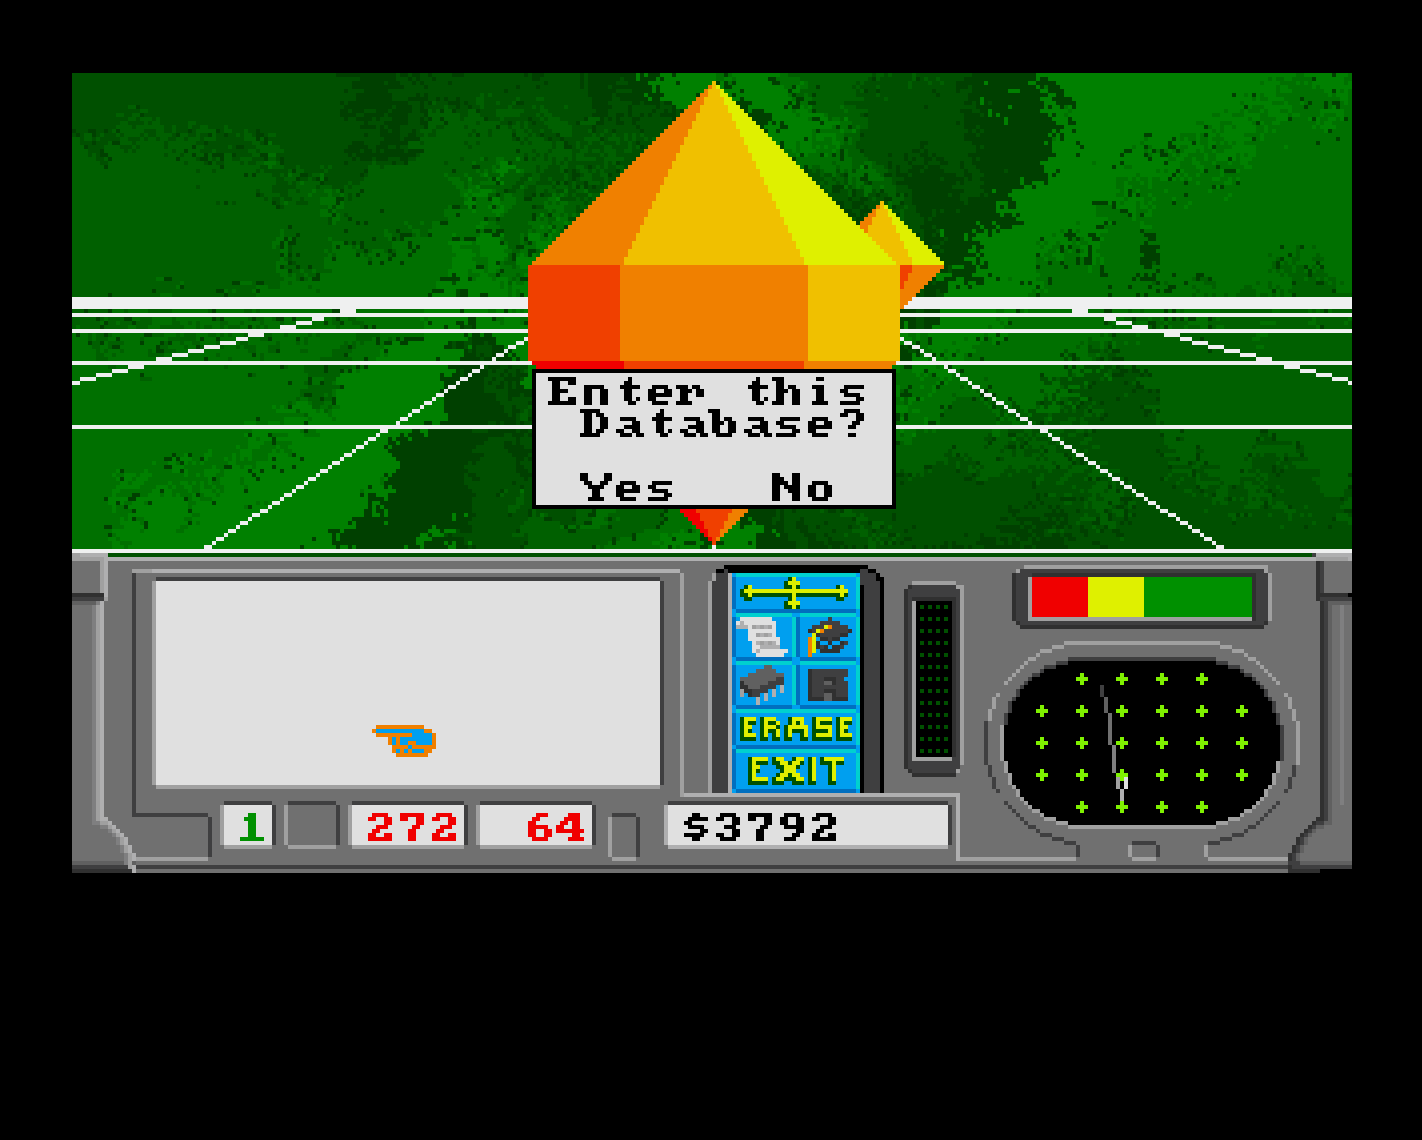 Enter this
Database?
Yes No
ERASE
EXIT
1 272 64 $3792